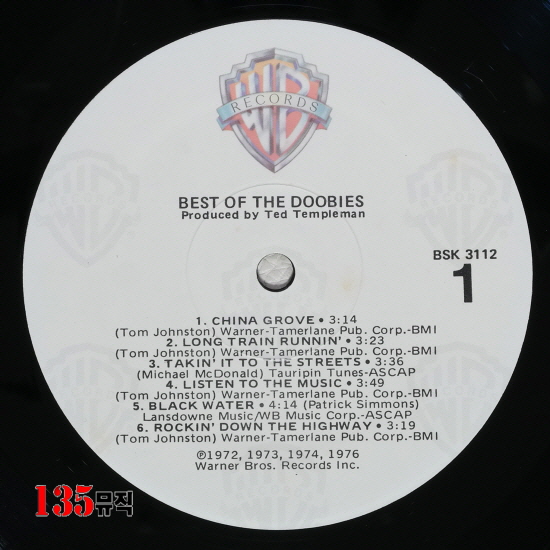 WB
RECORDS
BEST OF THE DOOBIES
Produced by Ted Templeman
BSK 3112
1
1. CHINA GROVE • 3:14
(Tom Johnston) Warner-Tamerlane Pub. Corp.-BMI
2. LONG TRAIN RUNNIN' • 3:23
(Tom Johnston) Warner-Tamerlane Pub. Corp.-BMI
3. TAKIN' IT TO THE STREETS • 3:36
(Michael McDonald) Tauripin Tunes-ASCAP
4. LISTEN TO THE MUSIC • 3:49
(Tom Johnston) Warner-Tamerlane Pub. Corp.-BMI
5. BLACK WATER • 4:14 (Patrick Simmons)
Lansdowne Music/WB Music Corp.-ASCAP
6. ROCKIN' DOWN THE HIGHWAY • 3:19
(Tom Johnston) Warner-Tamerlane Pub. Corp.-BMI
℗1972, 1973, 1974, 1976
Warner Bros. Records Inc.
135뮤직